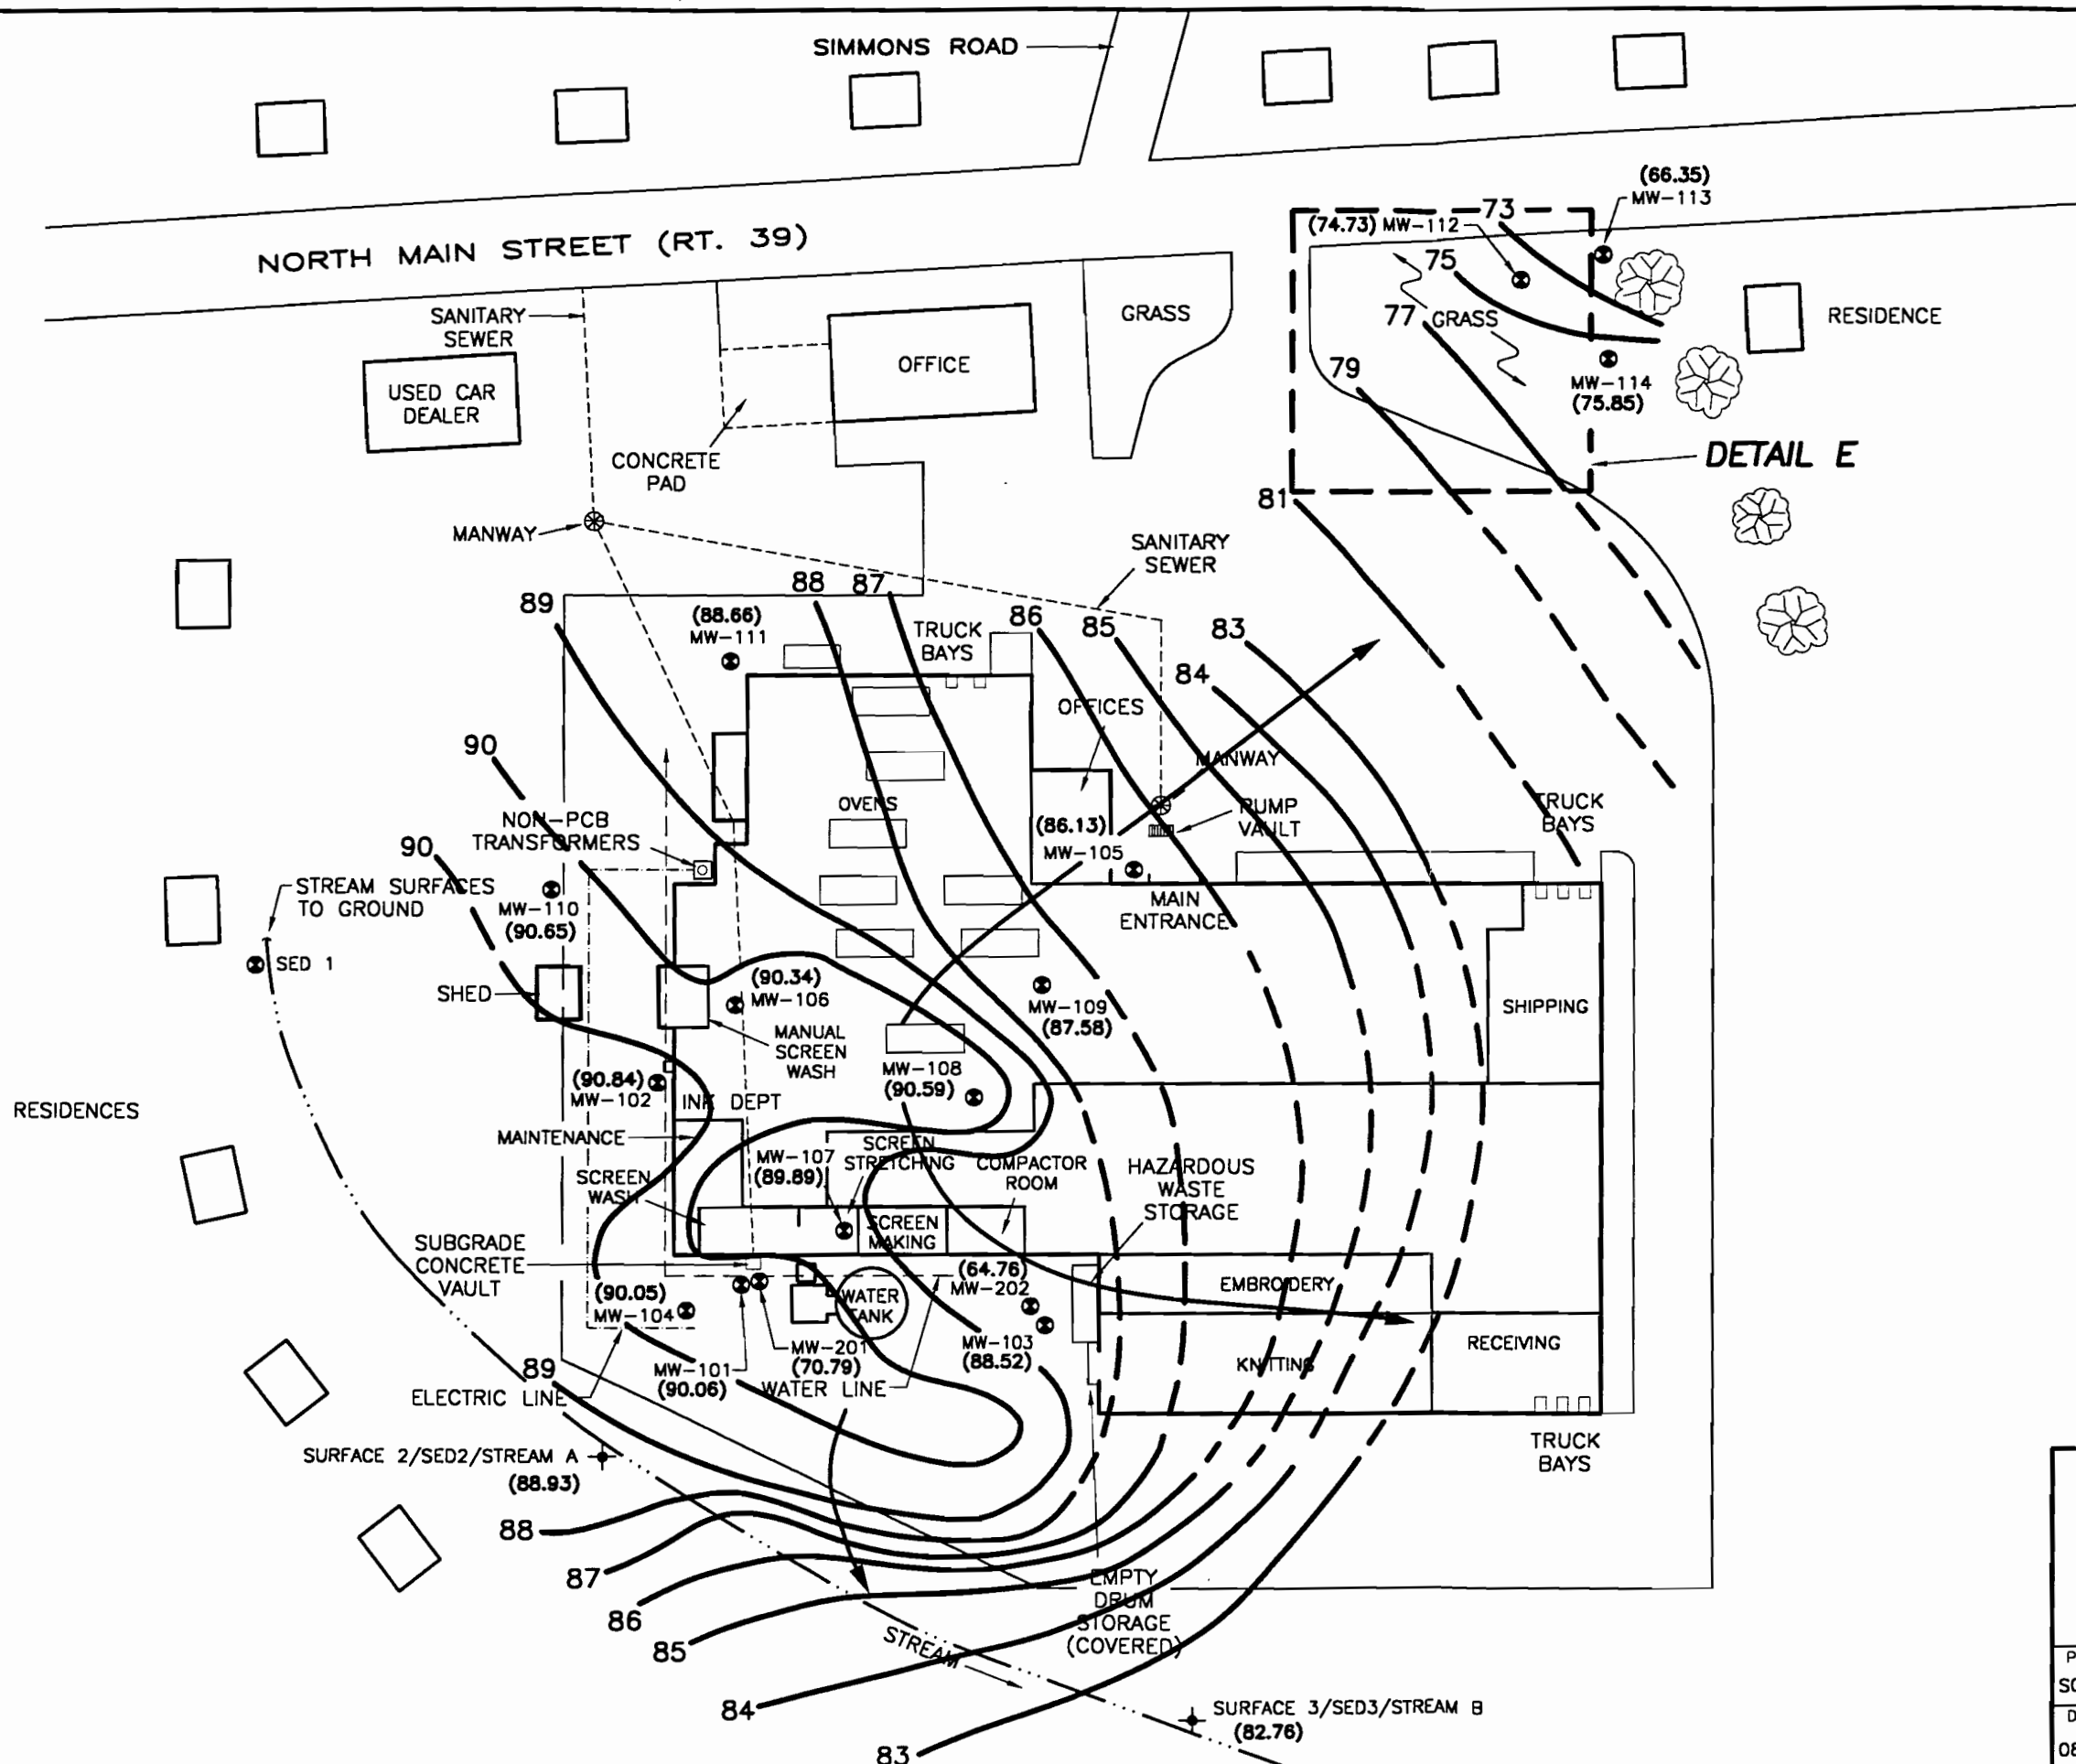 SIMMONS ROAD
(66.35)
MW-113
NORTH MAIN STREET (RT. 39)
(74.73) MW-112
73
75
77
GRASS
79
SANITARY
SEWER
USED CAR
DEALER
OFFICE
GRASS
RESIDENCE
MW-114
(75.85)
CONCRETE
PAD
DETAIL E
81
MANWAY
SANITARY
SEWER
89
88
87
(88.66)
MW-111
TRUCK
BAYS
86
85
83
84
OFFICES
90
MANWAY
OVENS
NON-PCB
TRANSFORMERS
(86.13)
MW-105
PUMP
VAULT
TRUCK
BAYS
90
STREAM SURFACES
TO GROUND
MW-110
(90.65)
MAIN
ENTRANCE
SED 1
SHED
(90.34)
MW-106
MW-109
(87.58)
SHIPPING
MANUAL
SCREEN
WASH
(90.84)
MW-102
MW-108
(90.59)
RESIDENCES
INK DEPT
MAINTENANCE
SCREEN
STRETCHING
MW-107
(89.89)
COMPACTOR
ROOM
HAZARDOUS
WASTE
STORAGE
SCREEN
WASH
SCREEN
MAKING
SUBGRADE
CONCRETE
VAULT
(64.76)
MW-202
EMBROIDERY
(90.05)
MW-104
WATER
TANK
MW-201
(70.79)
MW-103
(88.52)
RECEIVING
KNITTING
89
MW-101
(90.06)
WATER LINE
ELECTRIC LINE
SURFACE 2/SED2/STREAM A
(88.93)
TRUCK
BAYS
88
87
EMPTY
DRUM
STORAGE
(COVERED)
86
85
STREAM
84
SURFACE 3/SED3/STREAM B
(82.76)
83